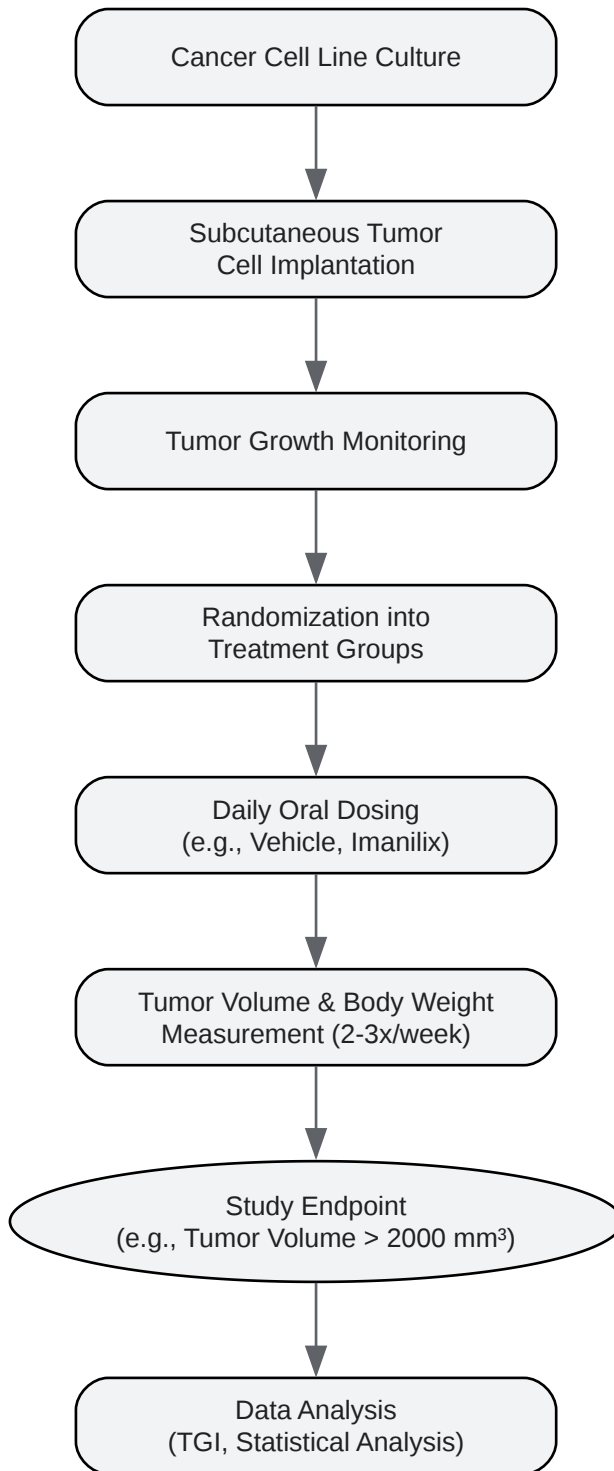 Cancer Cell Line Culture
Subcutaneous Tumor
Cell Implantation
Tumor Growth Monitoring
Randomization into
Treatment Groups
Daily Oral Dosing
(e.g., Vehicle, Imanilix)
Tumor Volume & Body Weight
Measurement (2-3x/week)
Study Endpoint
(e.g., Tumor Volume > 2000 mm³)
Data Analysis
(TGI, Statistical Analysis)